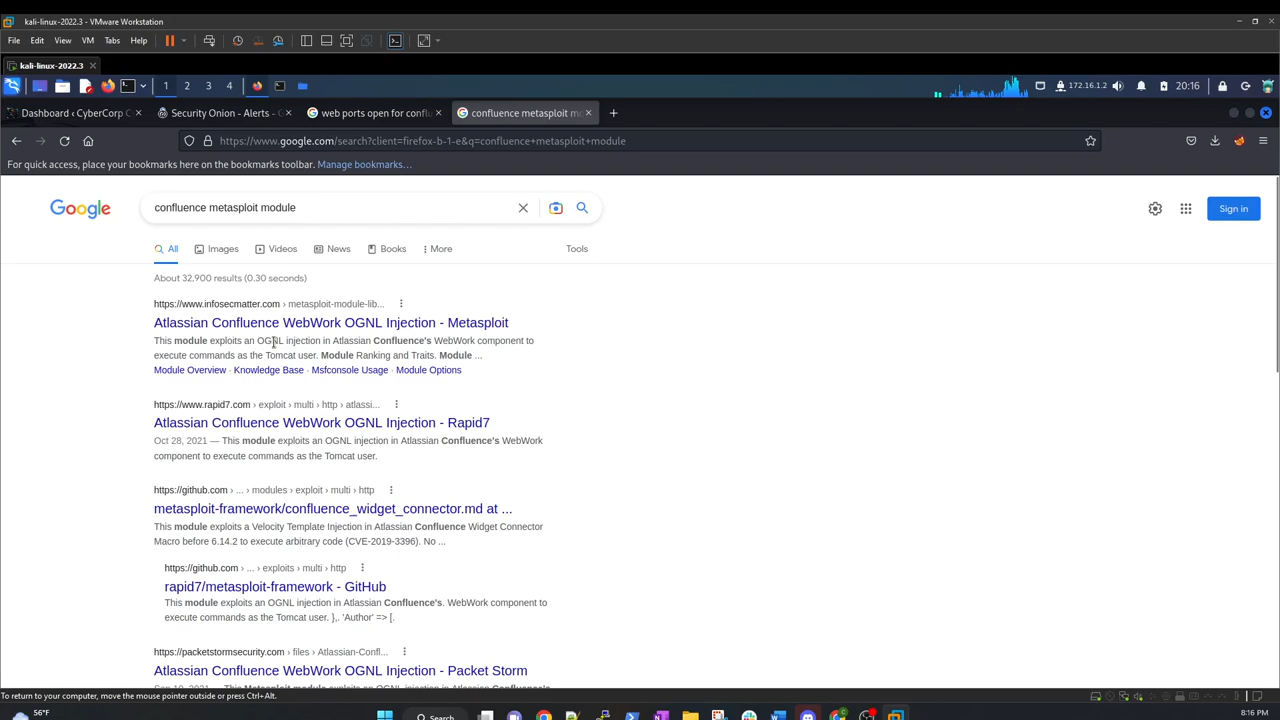 kali-linux-2022.3 - VMware Workstation
File Edit View VM Tabs Help
kali-linux-2022.3
1 2 3 4
172.16.1.2
20:16
Dashboard ‹ CyberCorp C
Security Onion - Alerts - G
web ports open for conflu
confluence metasploit mo
https://www.google.com/search?client=firefox-b-1-e&q=confluence+metasploit+module
For quick access, place your bookmarks here on the bookmarks toolbar. Manage bookmarks…
Google
confluence metasploit module
Sign in
All Images Videos News Books More Tools
About 32,900 results (0.30 seconds)
https://www.infosecmatter.com › metasploit-module-lib...
Atlassian Confluence WebWork OGNL Injection - Metasploit
This module exploits an OGNL injection in Atlassian Confluence's WebWork component to
execute commands as the Tomcat user. Module Ranking and Traits. Module ...
Module Overview · Knowledge Base · Msfconsole Usage · Module Options
https://www.rapid7.com › exploit › multi › http › atlassi...
Atlassian Confluence WebWork OGNL Injection - Rapid7
Oct 28, 2021 — This module exploits an OGNL injection in Atlassian Confluence's WebWork
component to execute commands as the Tomcat user.
https://github.com › ... › modules › exploit › multi › http
metasploit-framework/confluence_widget_connector.md at ...
This module exploits a Velocity Template Injection in Atlassian Confluence Widget Connector
Macro before 6.14.2 to execute arbitrary code (CVE-2019-3396). No ...
https://github.com › ... › exploits › multi › http
rapid7/metasploit-framework - GitHub
This module exploits an OGNL injection in Atlassian Confluence's. WebWork component to
execute commands as the Tomcat user. },. 'Author' => [.
https://packetstormsecurity.com › files › Atlassian-Confl...
Atlassian Confluence WebWork OGNL Injection - Packet Storm
To return to your computer, move the mouse pointer outside or press Ctrl+Alt.
56°F
Search
8:16 PM